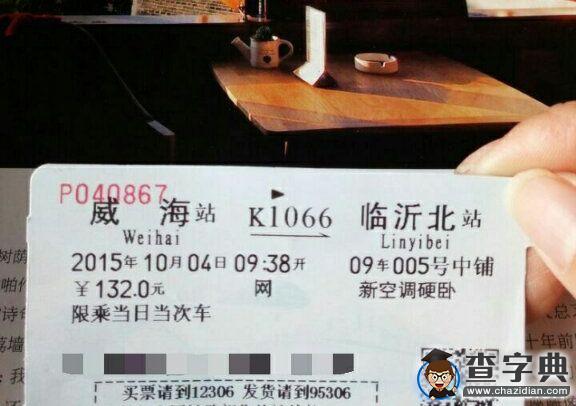 P040867
威 海站 K1066 临沂北站
Weihai Linyibei
2015年10月04日09:38开 09车005号中铺
￥132.0元 网 新空调硬卧
限乘当日当次车
买票请到12306 发货请到95306
查字典
www.chazidian.com